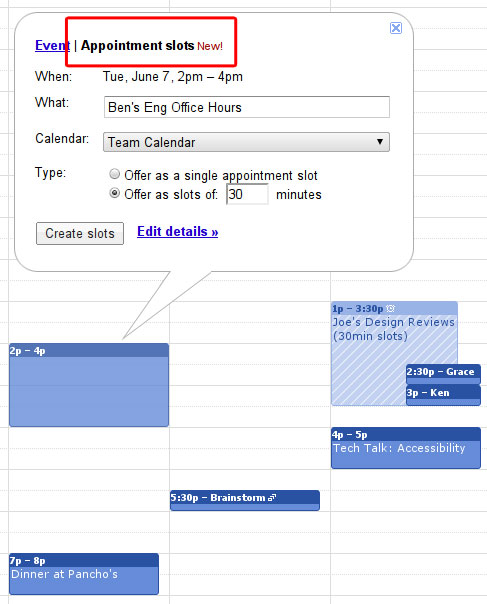 Event | Appointment slots New!
When: Tue, June 7, 2pm – 4pm
What: Ben's Eng Office Hours
Calendar: Team Calendar
Type: Offer as a single appointment slot
Offer as slots of: 30 minutes
Create slots Edit details »
1p – 3:30p
Joe's Design Reviews
(30min slots)
2p – 4p
2:30p – Grace
3p – Ken
4p – 5p
Tech Talk: Accessibility
5:30p – Brainstorm
7p – 8p
Dinner at Pancho's